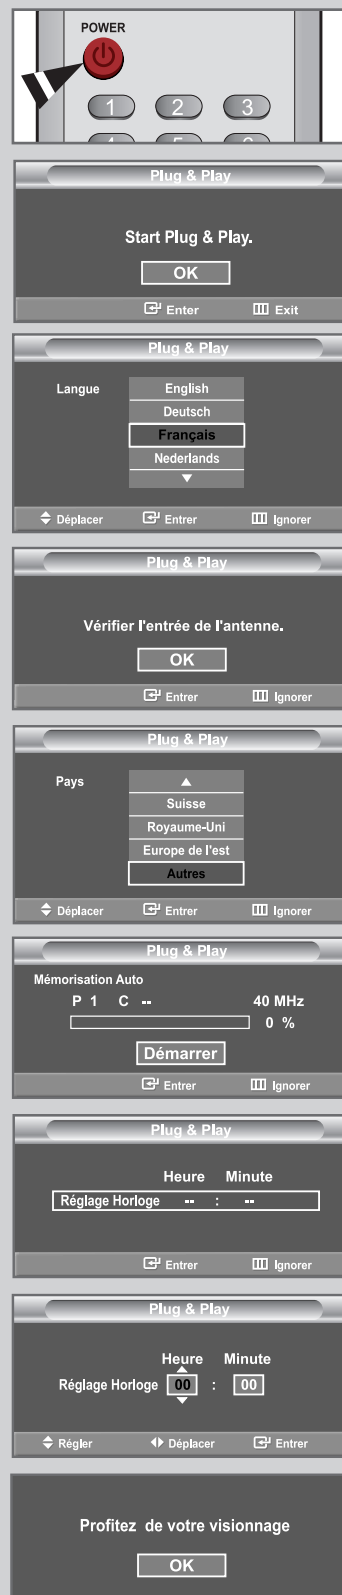 POWER
1 2 3
Plug & Play
Start Plug & Play.
OK
Enter Exit
Plug & Play
Langue English
Deutsch
Français
Nederlands
Déplacer Entrer Ignorer
Plug & Play
Vérifier l'entrée de l'antenne.
OK
Entrer Ignorer
Plug & Play
Pays
Suisse
Royaume-Uni
Europe de l'est
Autres
Déplacer Entrer Ignorer
Plug & Play
Mémorisation Auto
P 1 C -- 40 MHz
0 %
Démarrer
Entrer Ignorer
Plug & Play
Heure Minute
Réglage Horloge -- : --
Entrer Ignorer
Plug & Play
Heure Minute
Réglage Horloge 00 : 00
Régler Déplacer Entrer
Profitez de votre visionnage
OK